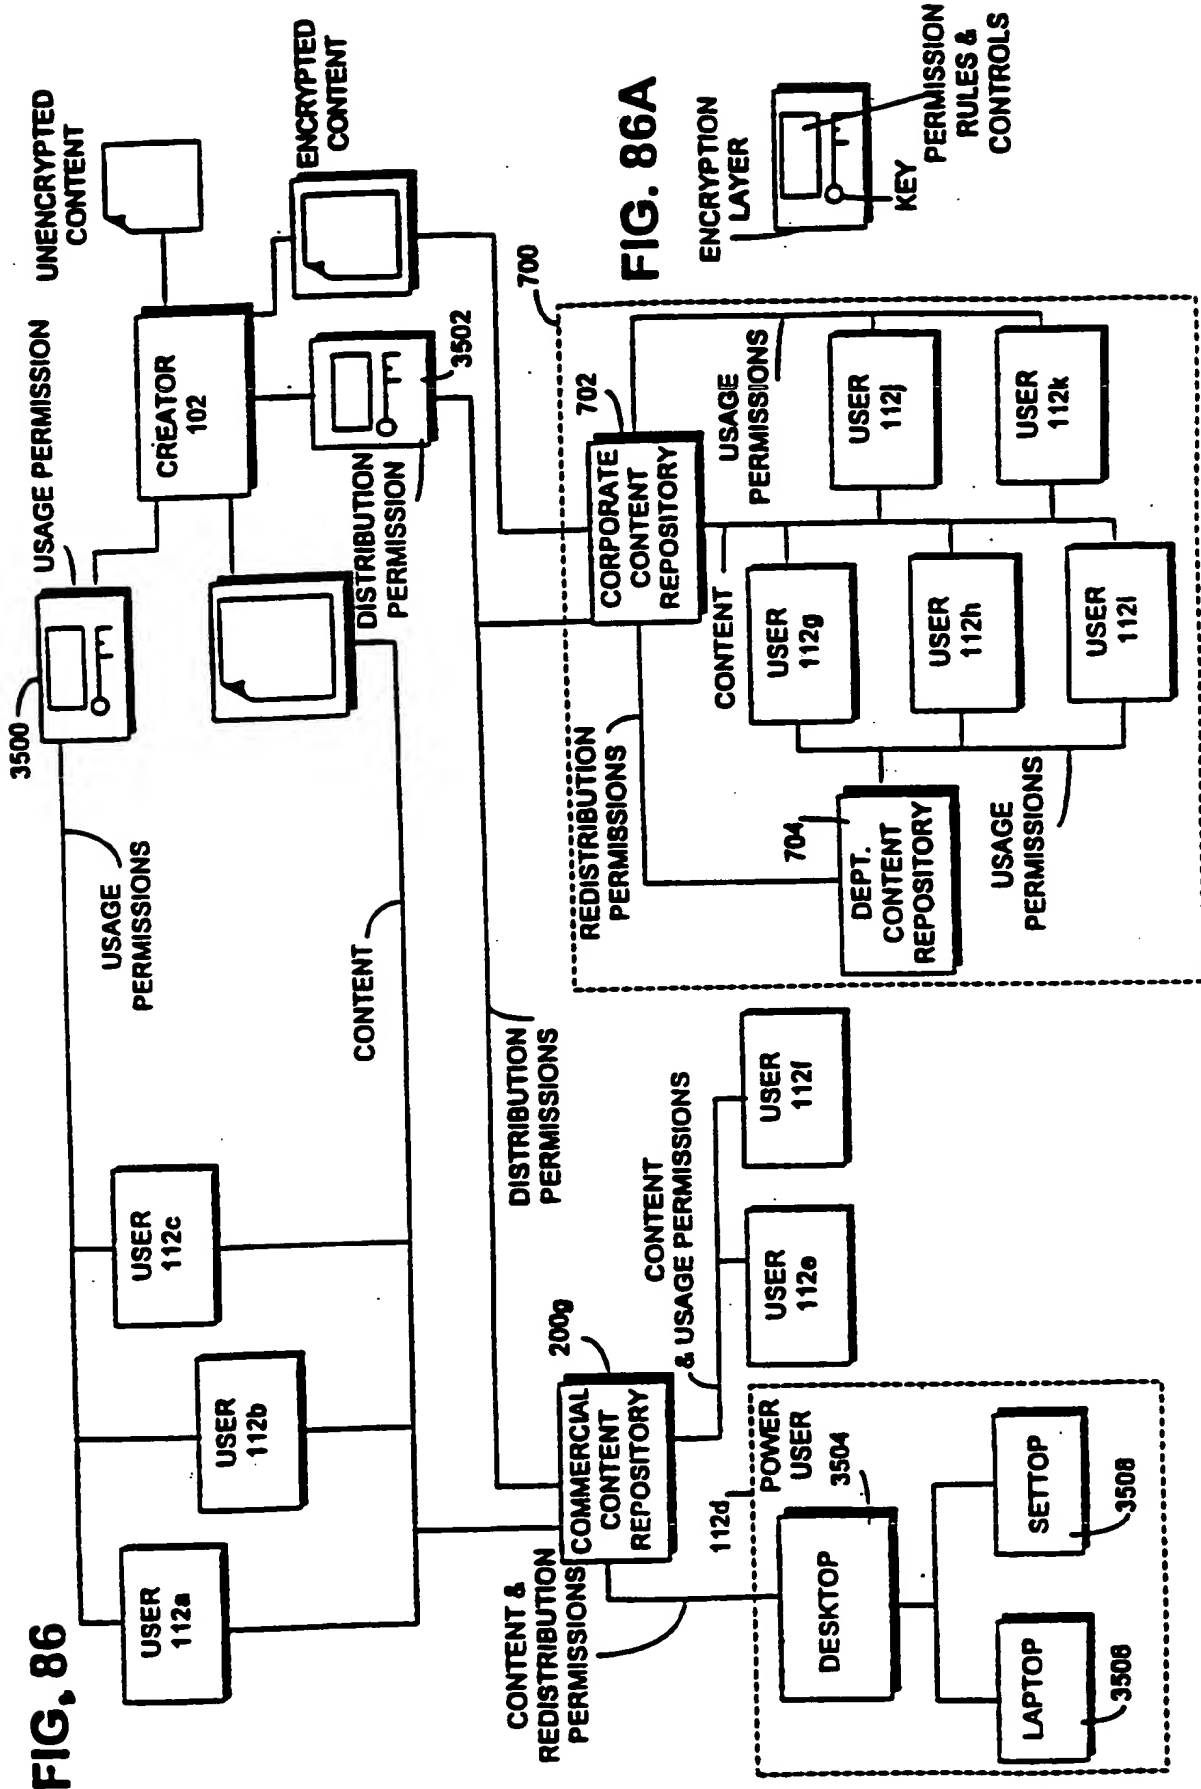 FIG. 86
3500
USAGE PERMISSION
UNENCRYPTED
CONTENT
USAGE
PERMISSIONS
CREATOR
102
ENCRYPTED
CONTENT
USER
112a
USER
112b
USER
112c
CONTENT
DISTRIBUTION
PERMISSION
3502
DISTRIBUTION
PERMISSIONS
CONTENT &
REDISTRIBUTION
PERMISSIONS
COMMERCIAL
CONTENT
REPOSITORY
200g
CONTENT
& USAGE PERMISSIONS
USER
112e
USER
112f
112d
POWER
USER
3504
DESKTOP
LAPTOP
3508
SETTOP
3508
700
CORPORATE
CONTENT
REPOSITORY
702
REDISTRIBUTION
PERMISSIONS
CONTENT
USAGE
PERMISSIONS
704
DEPT.
CONTENT
REPOSITORY
USER
112g
USER
112h
USER
112i
USER
112j
USER
112k
USAGE
PERMISSIONS
FIG. 86A
ENCRYPTION
LAYER
KEY
PERMISSION
RULES &
CONTROLS